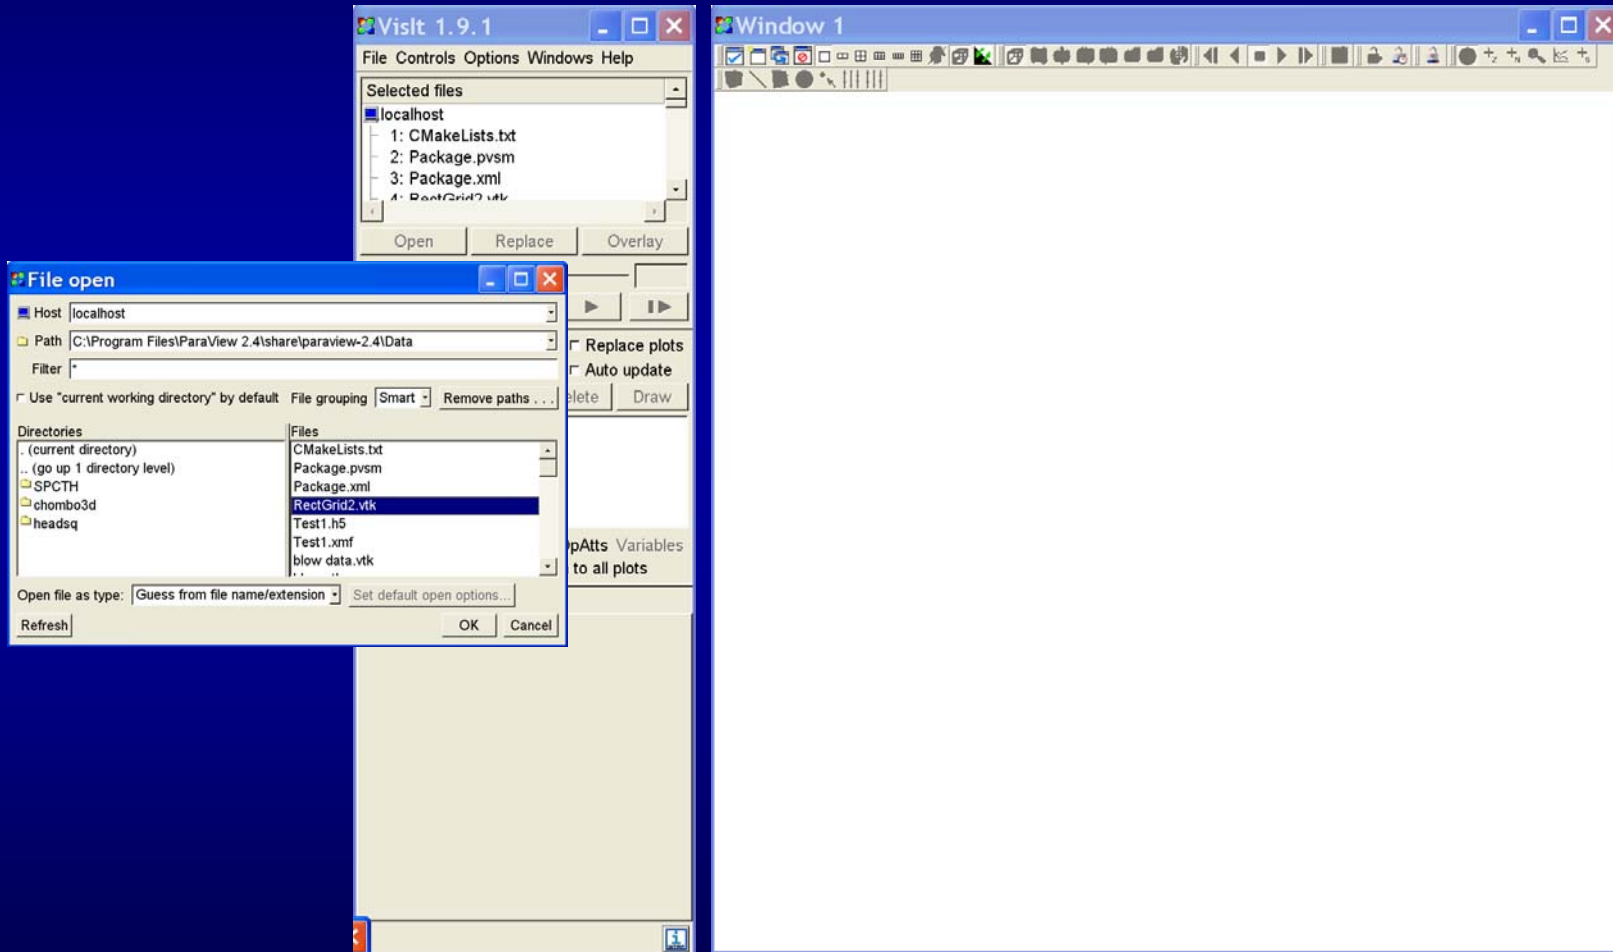 VisIt 1.9.1
File Controls Options Windows Help
Selected files
localhost
1: CMakeLists.txt
2: Package.pvsm
3: Package.xml
4: RectGrid2.vtk
Open Replace Overlay
Replace plots
Auto update
Draw
Variables
to all plots
File open
Host localhost
Path C:\Program Files\ParaView 2.4\share\paraview-2.4\Data
Filter *
Use "current working directory" by default File grouping Smart Remove paths . . .
Directories
. (current directory)
.. (go up 1 directory level)
SPCTH
chombo3d
headsq
Files
CMakeLists.txt
Package.pvsm
Package.xml
RectGrid2.vtk
Test1.h5
Test1.xmf
blow data.vtk
Open file as type: Guess from file name/extension Set default open options...
Refresh OK Cancel
Window 1